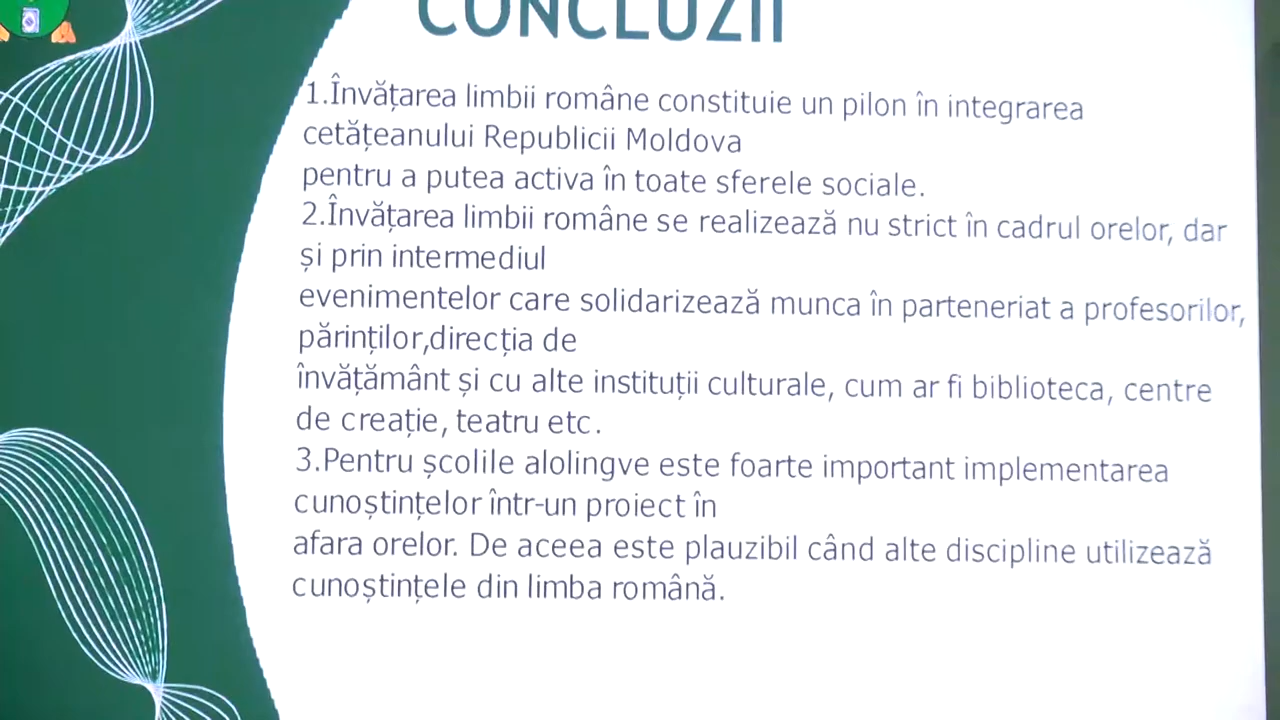 CONCLUZII
1.Învățarea limbii române constituie un pilon în integrarea
cetățeanului Republicii Moldova
pentru a putea activa în toate sferele sociale.
2.Învățarea limbii române se realizează nu strict în cadrul orelor, dar
și prin intermediul
evenimentelor care solidarizează munca în parteneriat a profesorilor,
părinților,direcția de
învățământ și cu alte instituții culturale, cum ar fi biblioteca, centre
de creație, teatru etc.
3.Pentru școlile alolingve este foarte important implementarea
cunoștințelor într-un proiect în
afara orelor. De aceea este plauzibil când alte discipline utilizează
cunoștințele din limba română.